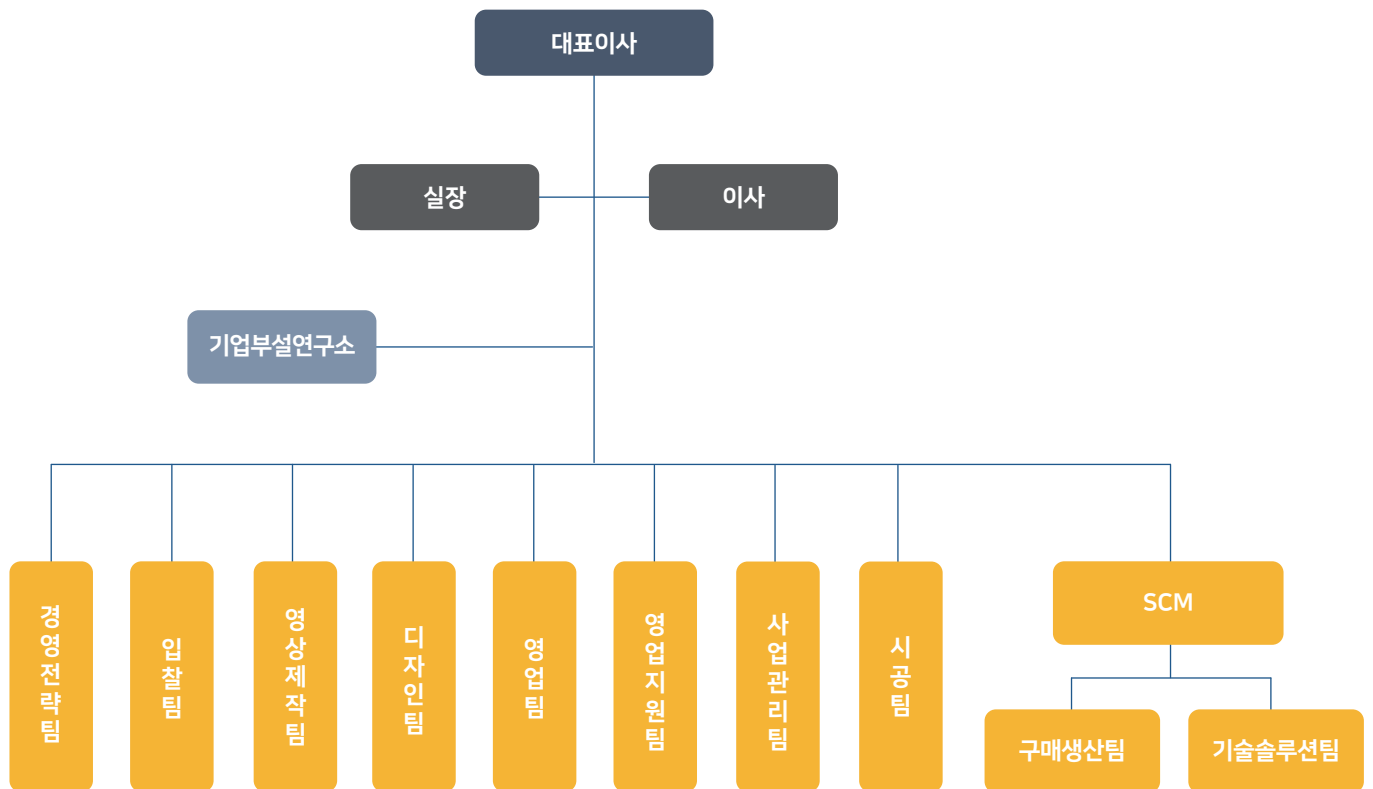 대표이사
실장
이사
기업부설연구소
경영전략팀
입찰팀
영상제작팀
디자인팀
영업팀
영업지원팀
사업관리팀
시공팀
SCM
구매생산팀
기술솔루션팀